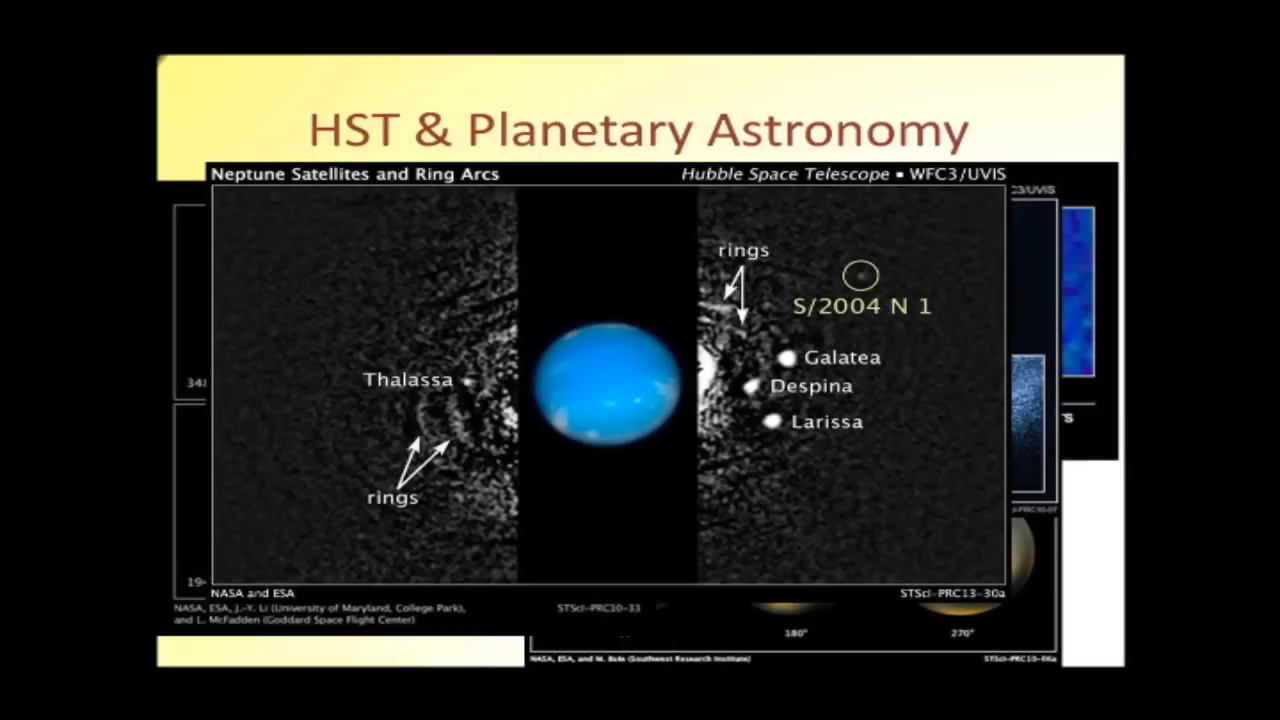 HST & Planetary Astronomy
Neptune Satellites and Ring Arcs
Hubble Space Telescope ▪ WFC3/UVIS
C3/UVIS
rings
S/2004 N 1
Galatea
Thalassa
Despina
Larissa
rings
NASA and ESA
STScI-PRC13-30a
NASA, ESA, J.-Y. Li (University of Maryland, College Park),
and L. McFadden (Goddard Space Flight Center)
STScI-PRC10-33
180°
270°
NASA, ESA, and M. Buie (Southwest Research Institute)
STScI-PRC10-06a